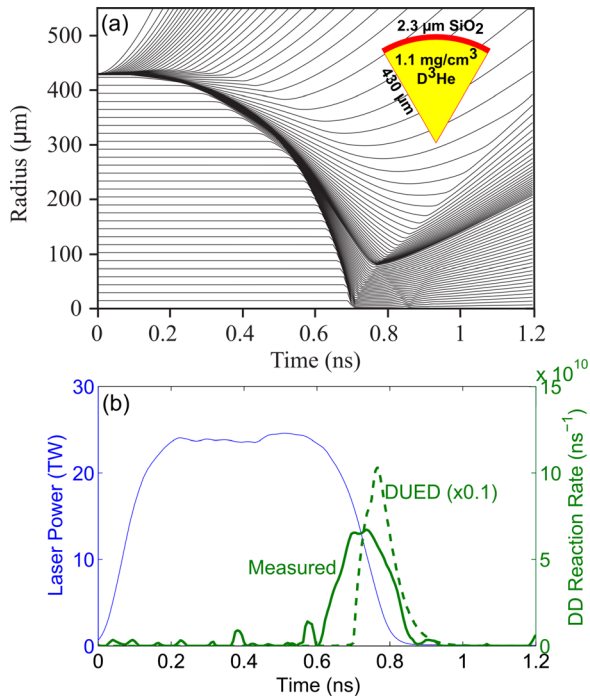 (a)
2.3 μm SiO₂
1.1 mg/cm³
D³He
430 μm
Radius (μm)
500
400
300
200
100
0
0 0.2 0.4 0.6 0.8 1 1.2
Time (ns)
(b)
x 10¹⁰
Laser Power (TW)
30
20
10
0
DUED (x0.1)
Measured
15
10
5
0
DD Reaction Rate (ns⁻¹)
0 0.2 0.4 0.6 0.8 1 1.2
Time (ns)